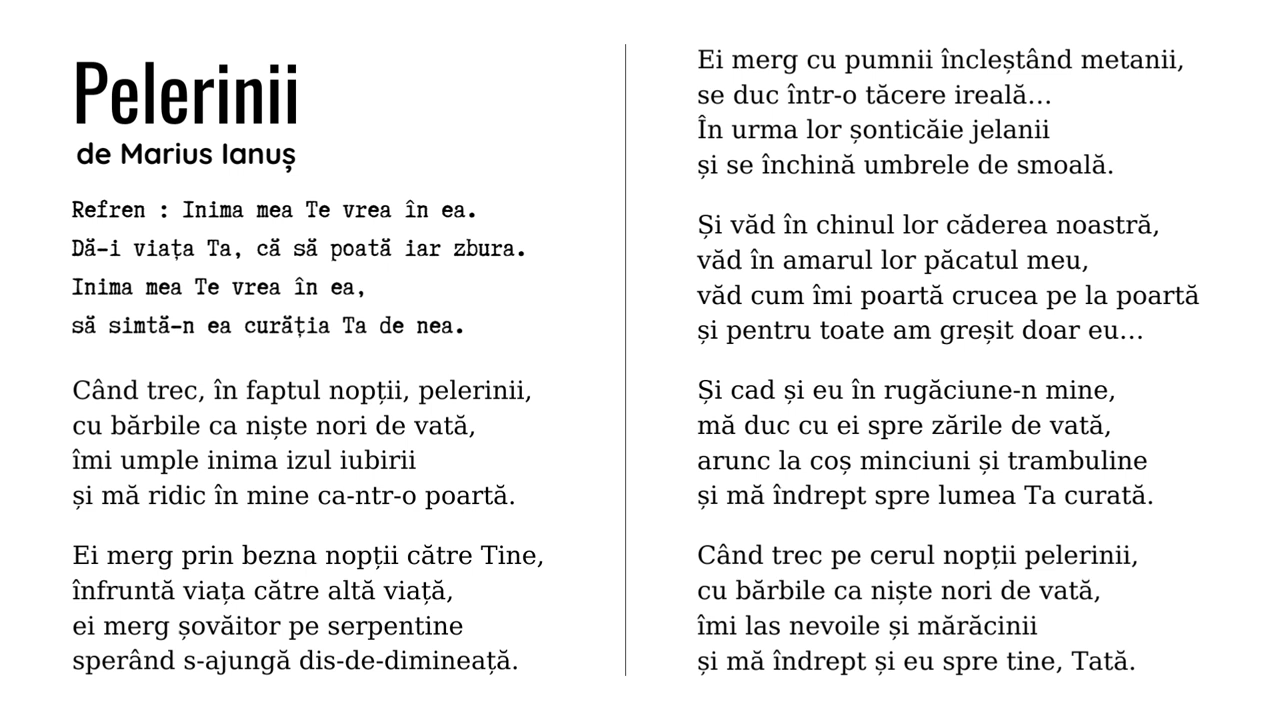 Pelerinii
de Marius Ianuș
Refren : Inima mea Te vrea în ea.
Dă-i viața Ta, că să poată iar zbura.
Inima mea Te vrea în ea,
să simtă-n ea curăția Ta de nea.
Când trec, în faptul nopții, pelerinii,
cu bărbile ca niște nori de vată,
îmi umple inima izul iubirii
și mă ridic în mine ca-ntr-o poartă.
Ei merg prin bezna nopții către Tine,
înfruntă viața către altă viață,
ei merg șovăitor pe serpentine
sperând s-ajungă dis-de-dimineață.
Ei merg cu pumnii încleștând metanii,
se duc într-o tăcere ireală…
În urma lor șonticăie jelanii
și se închină umbrele de smoală.
Și văd în chinul lor căderea noastră,
văd în amarul lor păcatul meu,
văd cum îmi poartă crucea pe la poartă
și pentru toate am greșit doar eu…
Și cad și eu în rugăciune-n mine,
mă duc cu ei spre zările de vată,
arunc la coș minciuni și trambuline
și mă îndrept spre lumea Ta curată.
Când trec pe cerul nopții pelerinii,
cu bărbile ca niște nori de vată,
îmi las nevoile și mărăcinii
și mă îndrept și eu spre tine, Tată.